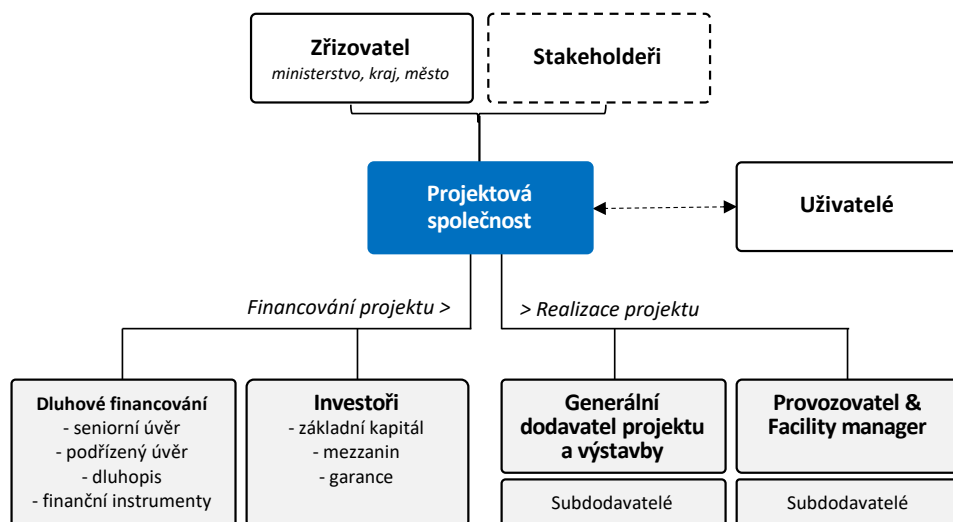 Zřizovatel
ministerstvo, kraj, město
Stakeholdeři
Projektová
společnost
Uživatelé
Financování projektu >
> Realizace projektu
Dluhové financování
- seniorní úvěr
- podřízený úvěr
- dluhopis
- finanční instrumenty
Investoři
- základní kapitál
- mezzanin
- garance
Generální
dodavatel projektu
a výstavby
Subdodavatelé
Provozovatel &
Facility manager
Subdodavatelé